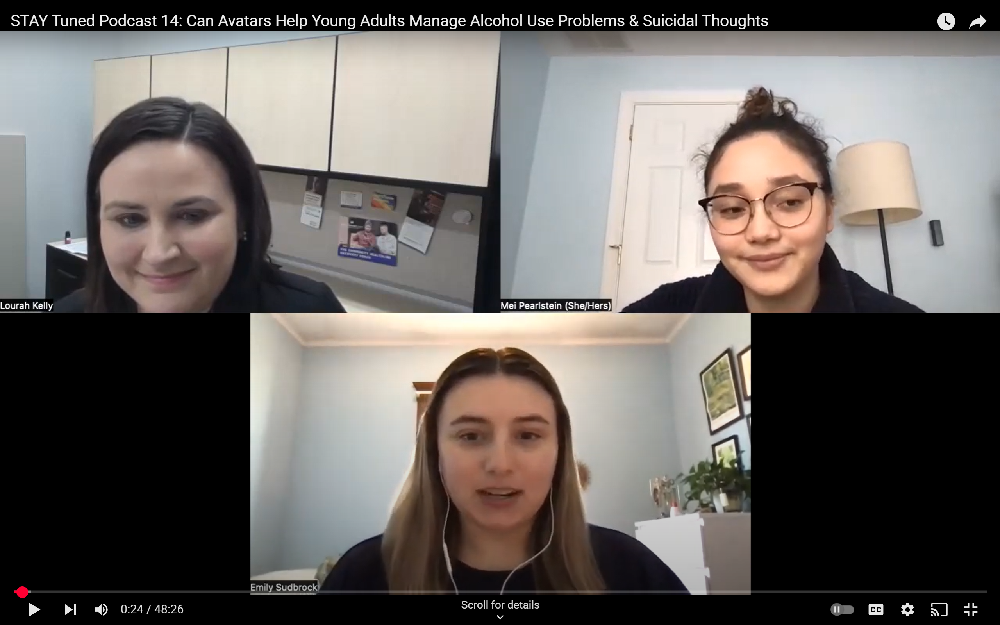 STAY Tuned Podcast 14: Can Avatars Help Young Adults Manage Alcohol Use Problems & Suicidal Thoughts
Lourah Kelly
Mei Pearlstein (She/Hers)
Emily Sudbrock
0:24 / 48:26
Scroll for details
CC